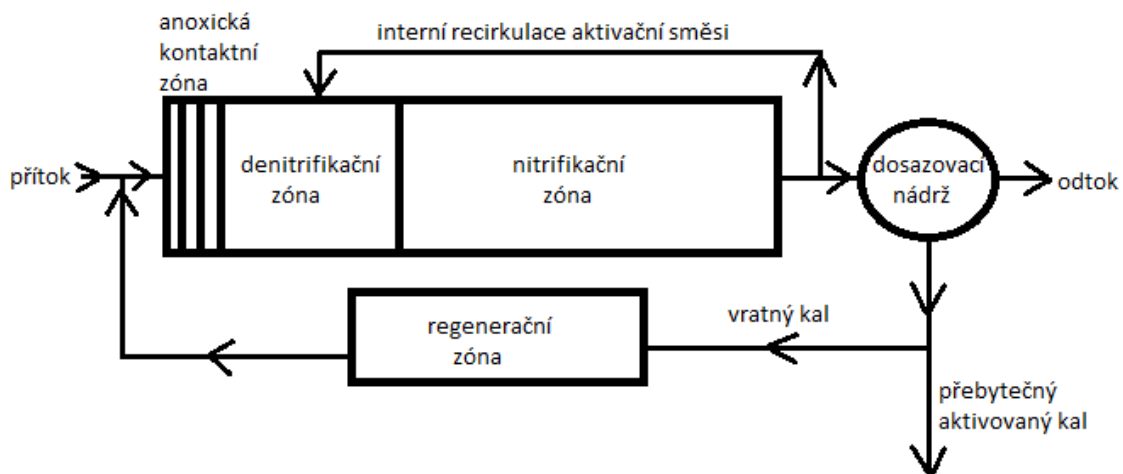 anoxická
kontaktní
zóna
interní recirkulace aktivační směsi
přítok
denitrifikační
zóna
nitrifikační
zóna
dosazovací
nádrž
odtok
regenerační
zóna
vratný kal
přebytečný
aktivovaný kal